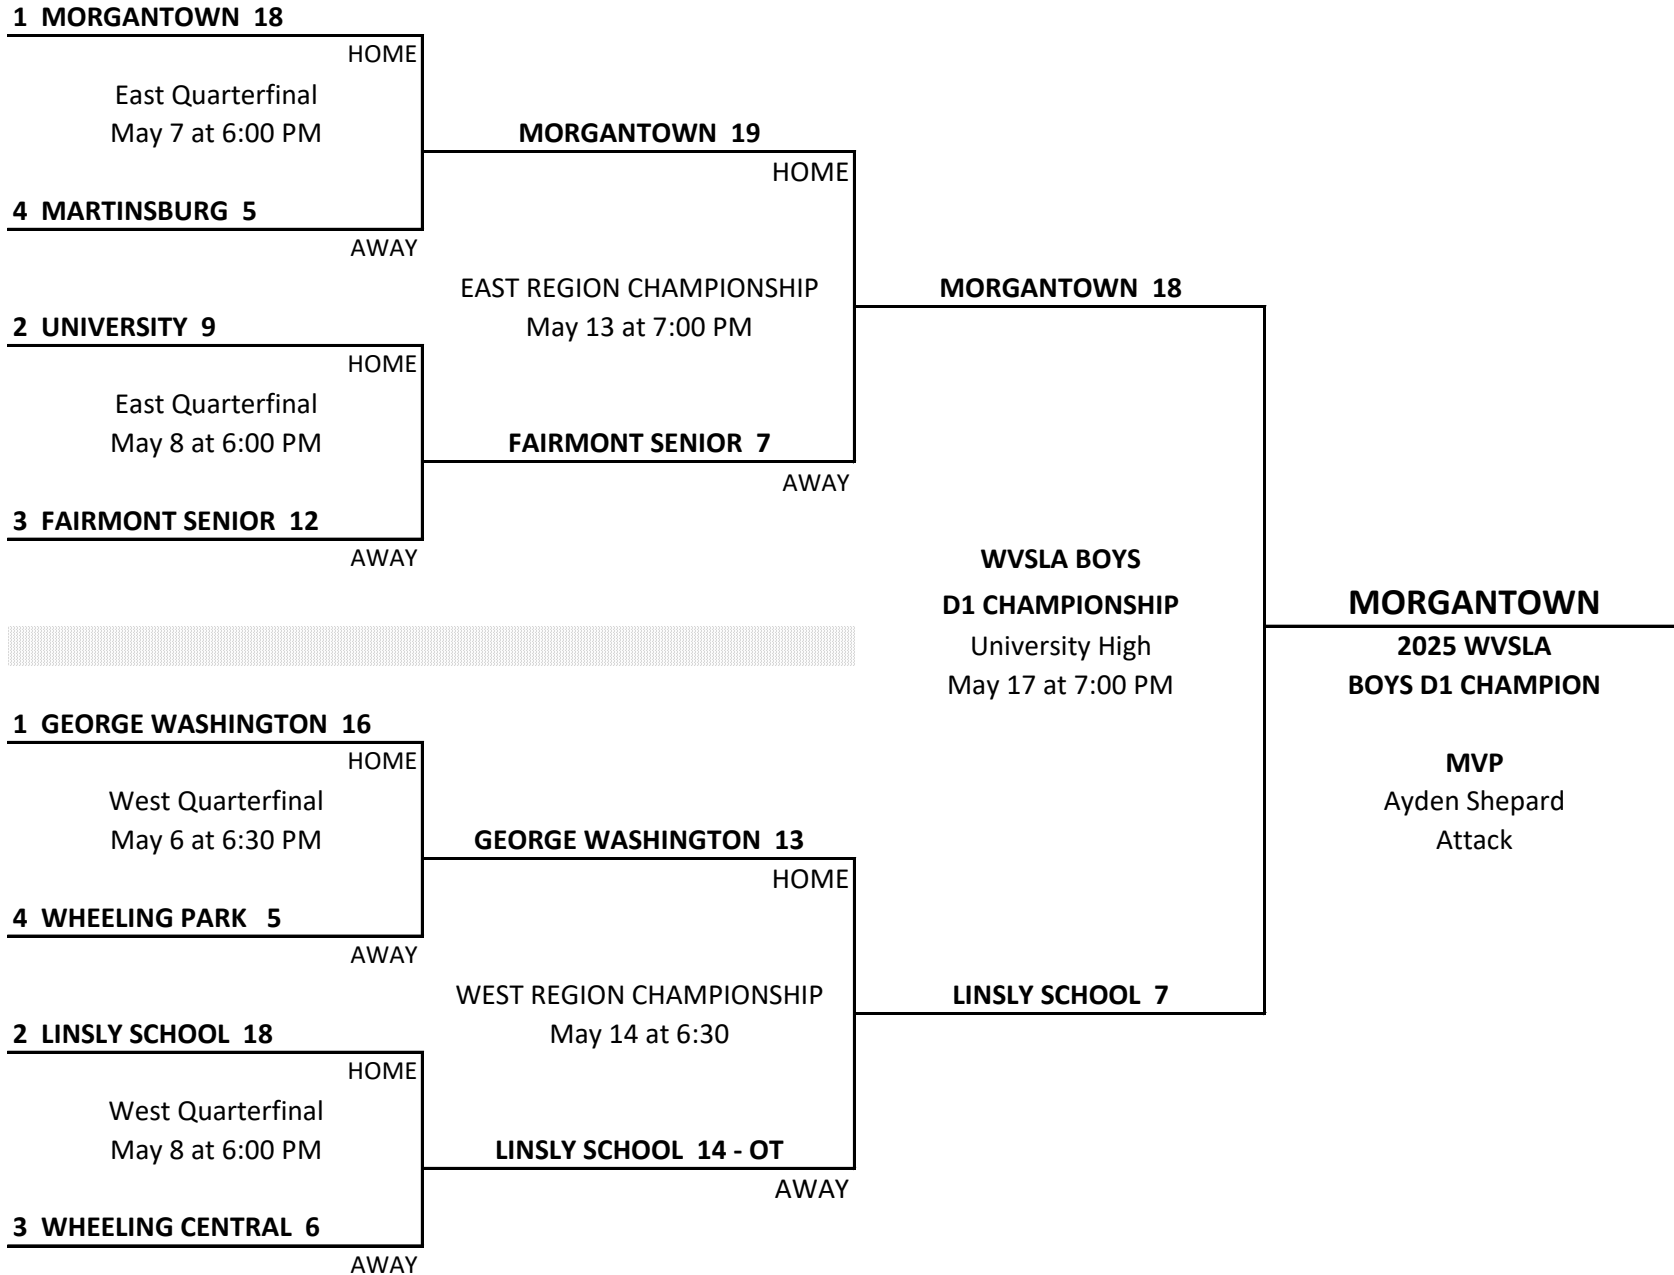 1 MORGANTOWN 18
HOME
East Quarterfinal
May 7 at 6:00 PM
4 MARTINSBURG 5
AWAY
2 UNIVERSITY 9
HOME
East Quarterfinal
May 8 at 6:00 PM
3 FAIRMONT SENIOR 12
AWAY
MORGANTOWN 19
HOME
EAST REGION CHAMPIONSHIP
May 13 at 7:00 PM
FAIRMONT SENIOR 7
AWAY
1 GEORGE WASHINGTON 16
HOME
West Quarterfinal
May 6 at 6:30 PM
4 WHEELING PARK 5
AWAY
2 LINSLY SCHOOL 18
HOME
West Quarterfinal
May 8 at 6:00 PM
3 WHEELING CENTRAL 6
AWAY
GEORGE WASHINGTON 13
HOME
WEST REGION CHAMPIONSHIP
May 14 at 6:30
LINSLY SCHOOL 14 - OT
AWAY
MORGANTOWN 18
WVSLA BOYS
D1 CHAMPIONSHIP
University High
May 17 at 7:00 PM
LINSLY SCHOOL 7
MORGANTOWN
2025 WVSLA
BOYS D1 CHAMPION
MVP
Ayden Shepard
Attack